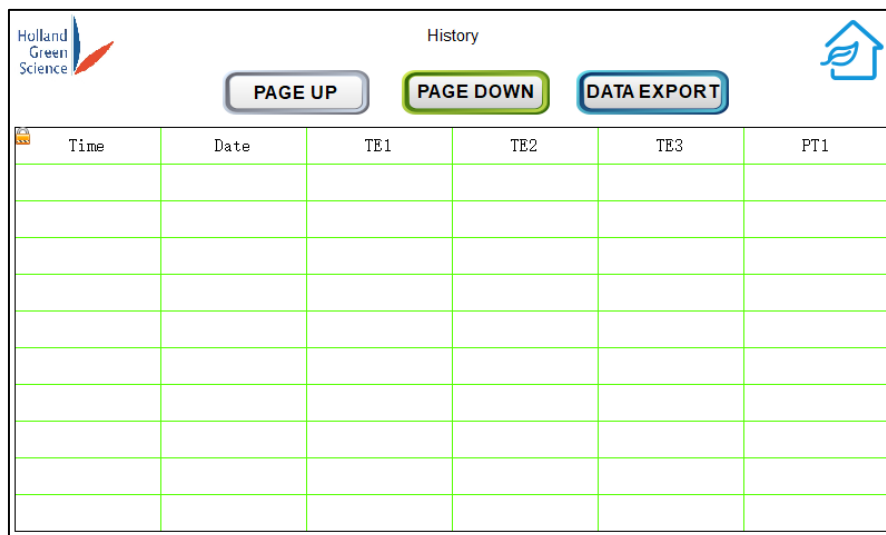 Holland
Green
Science
History
PAGE UP
PAGE DOWN
DATA EXPORT
Time Date TE1 TE2 TE3 PT1